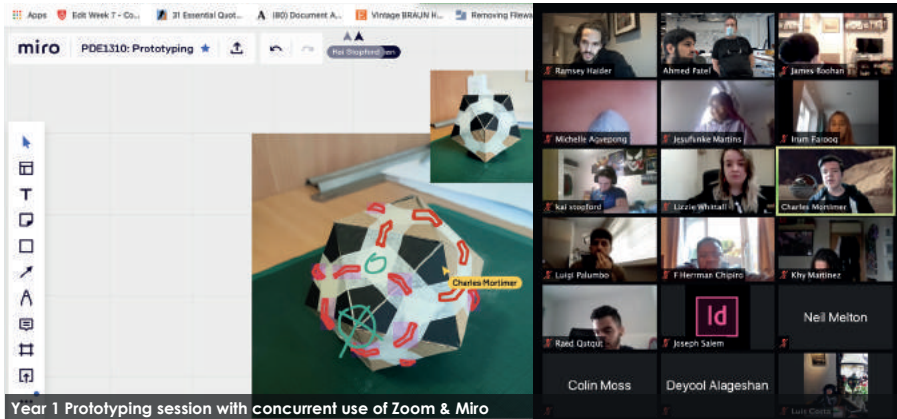 Apps
Edit Week 7 - Co...
31 Essential Quot...
(80) Document A...
Vintage BRAUN H...
miro
PDE1310: Prototyping
Kai Stopford
Charles Mortimer
Ramsey Haider
Ahmed Patel
James Boohan
Michelle Agyepong
Jesufunke Martins
Irum Farooq
kai stopford
Lizzie Whittall
Charles Mortimer
Luigi Palumbo
F Herrman Chipiro
Khy Martinez
Raed Qutqut
Id
Joseph Salem
Neil Melton
Colin Moss
Deyool Alageshan
Year 1 Prototyping session with concurrent use of Zoom & Miro